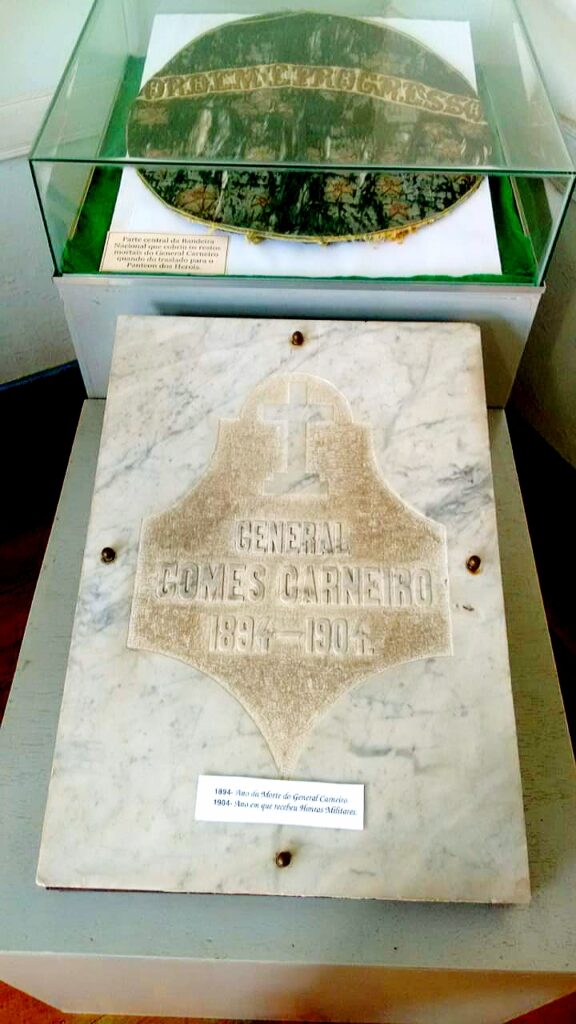 ORDEM E PROGRESSO
Parte central da Bandeira
Nacional que cobriu os restos
mortais do General Carneiro
quando do traslado para o
Panteon dos Herois.
GENERAL
GOMES CARNEIRO
1894-1904.
1894- Ano da Morte do General Carneiro.
1904- Ano em que recebeu Honras Militares.